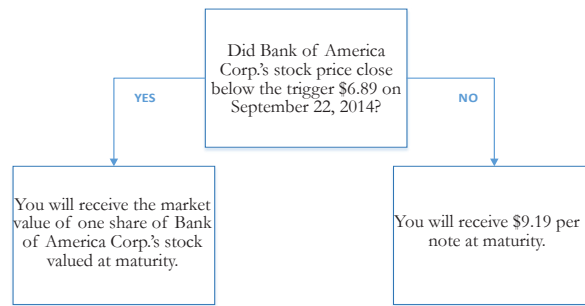 Did Bank of America
Corp.'s stock price close
below the trigger $6.89 on
September 22, 2014?
YES
NO
You will receive the market
value of one share of Bank
of America Corp.'s stock
valued at maturity.
You will receive $9.19 per
note at maturity.